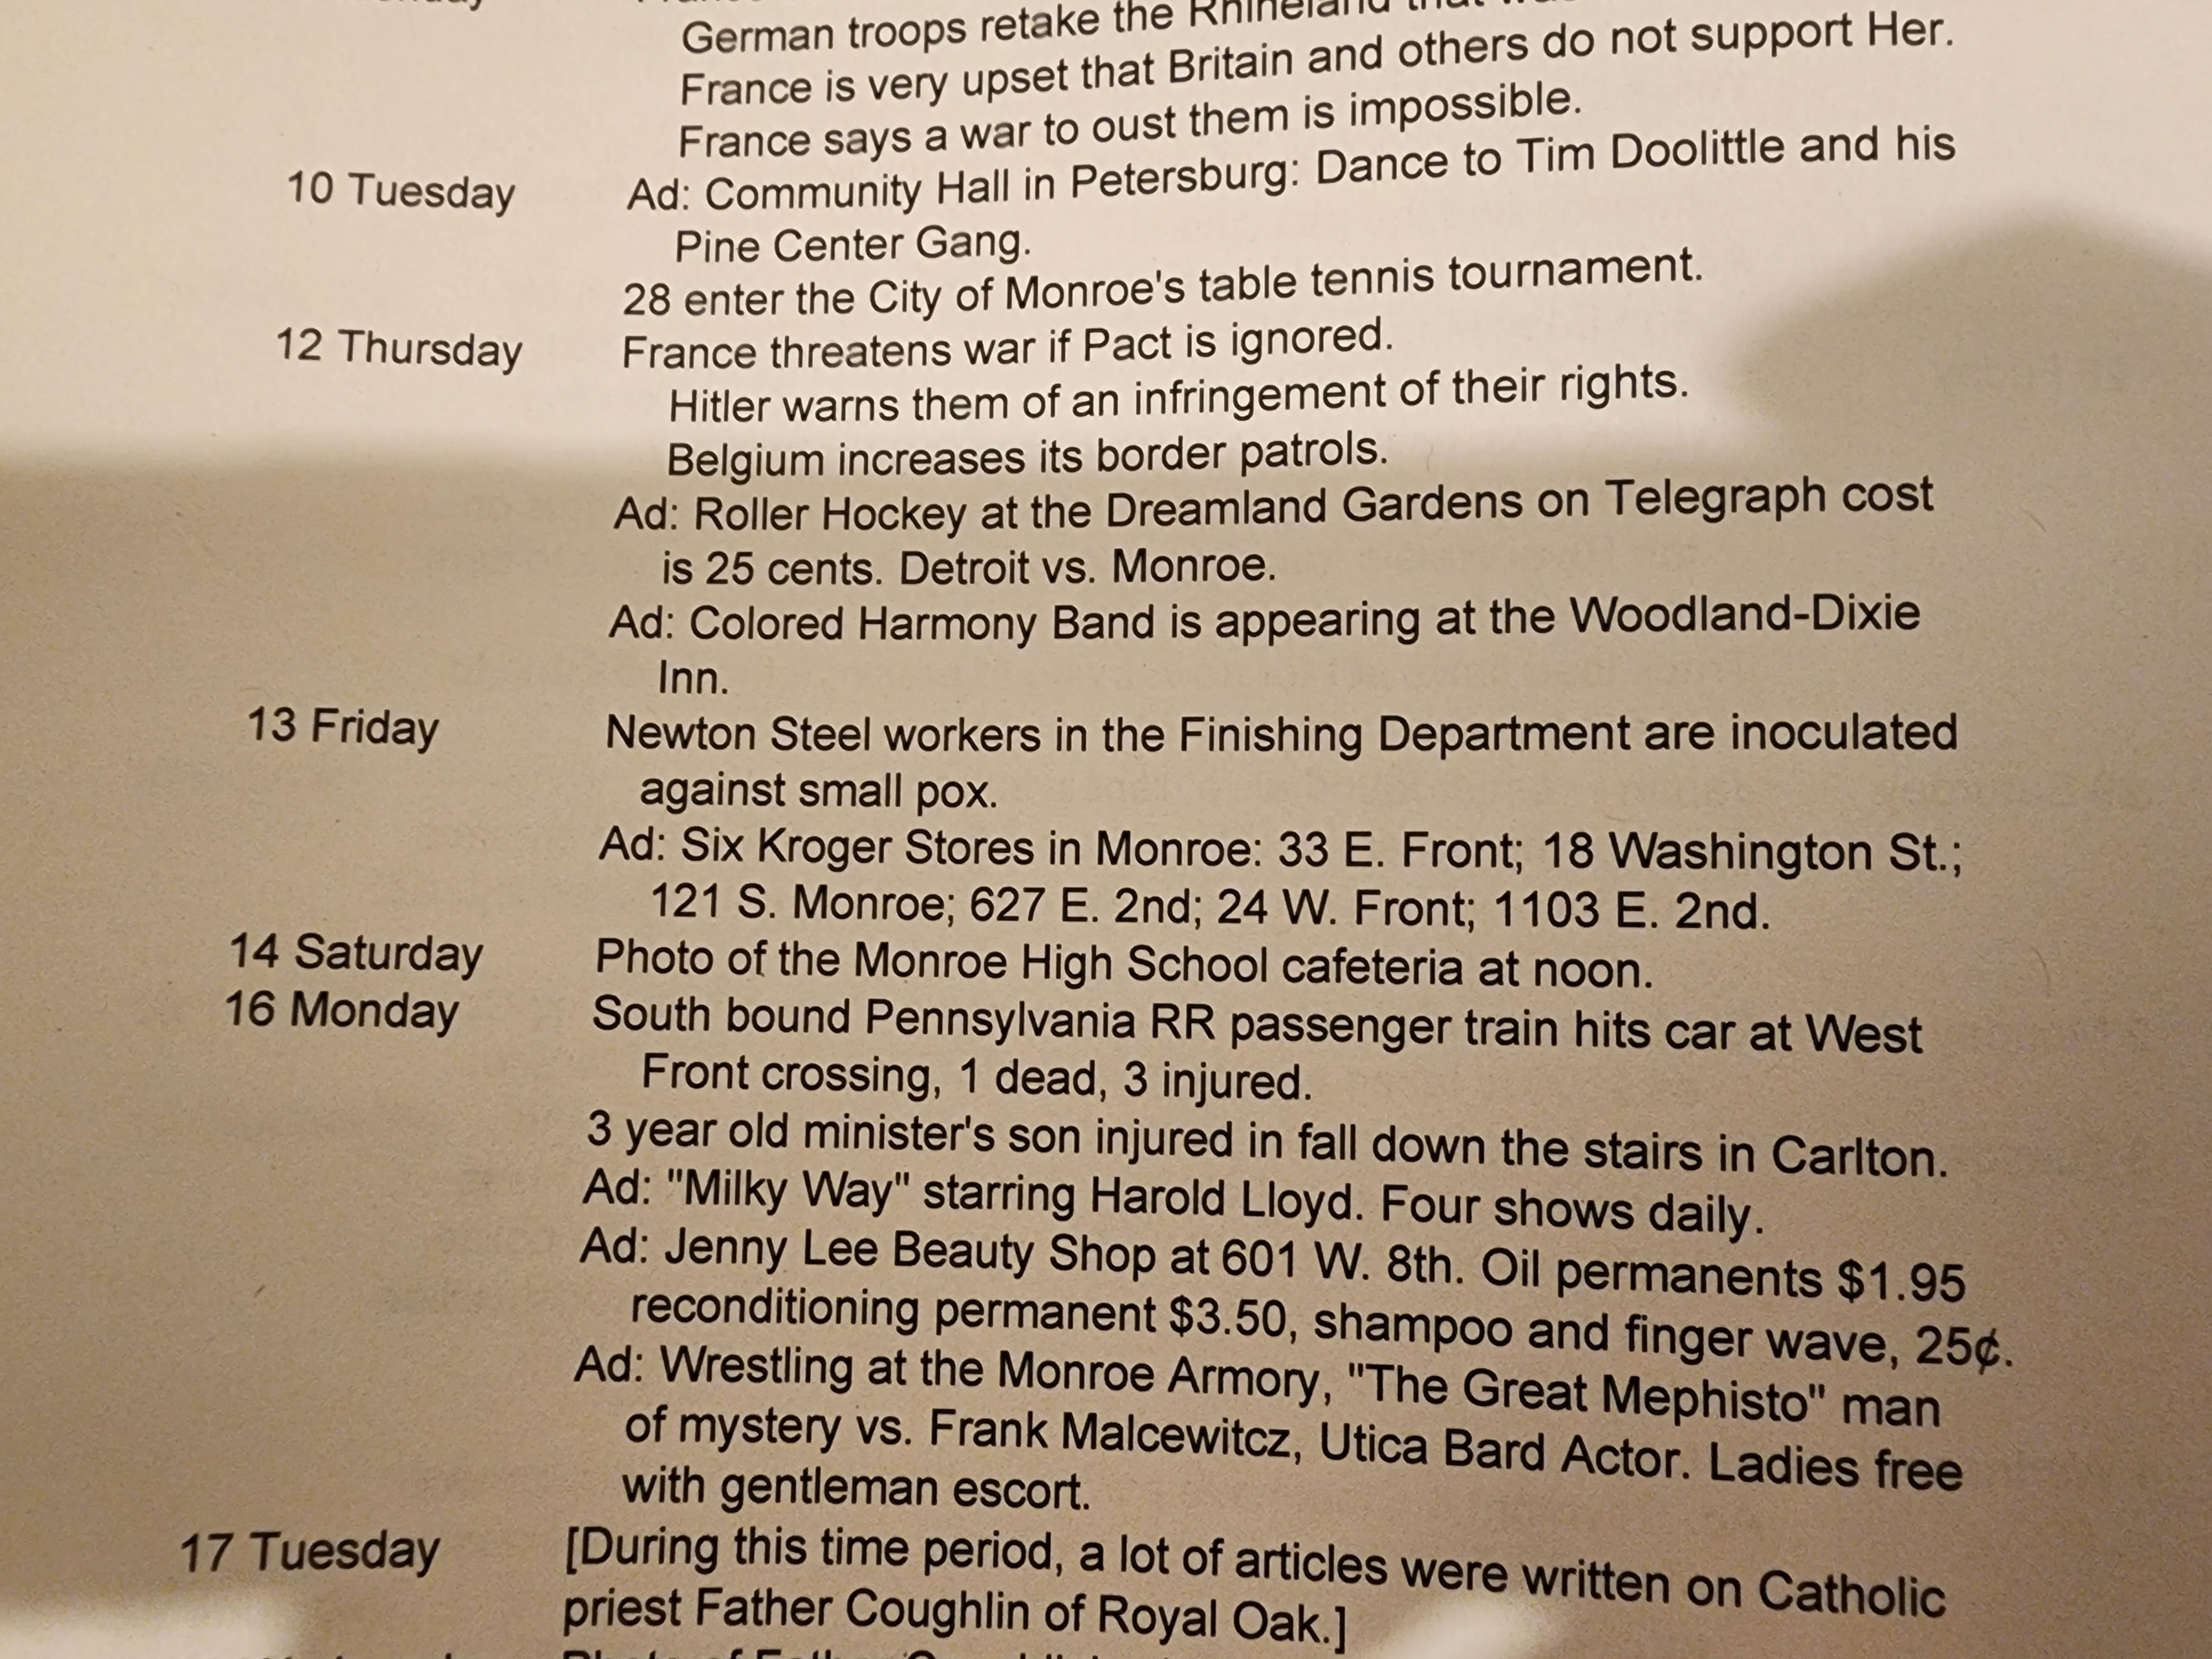 German troops retake the Rhineland that
France is very upset that Britain and others do not support Her.
France says a war to oust them is impossible.
10 Tuesday Ad: Community Hall in Petersburg: Dance to Tim Doolittle and his
Pine Center Gang.
28 enter the City of Monroe's table tennis tournament.
12 Thursday France threatens war if Pact is ignored.
Hitler warns them of an infringement of their rights.
Belgium increases its border patrols.
Ad: Roller Hockey at the Dreamland Gardens on Telegraph cost
is 25 cents. Detroit vs. Monroe.
Ad: Colored Harmony Band is appearing at the Woodland-Dixie
Inn.
13 Friday Newton Steel workers in the Finishing Department are inoculated
against small pox.
Ad: Six Kroger Stores in Monroe: 33 E. Front; 18 Washington St.;
121 S. Monroe; 627 E. 2nd; 24 W. Front; 1103 E. 2nd.
14 Saturday Photo of the Monroe High School cafeteria at noon.
16 Monday South bound Pennsylvania RR passenger train hits car at West
Front crossing, 1 dead, 3 injured.
3 year old minister's son injured in fall down the stairs in Carlton.
Ad: "Milky Way" starring Harold Lloyd. Four shows daily.
Ad: Jenny Lee Beauty Shop at 601 W. 8th. Oil permanents $1.95
reconditioning permanent $3.50, shampoo and finger wave, 25¢.
Ad: Wrestling at the Monroe Armory, "The Great Mephisto" man
of mystery vs. Frank Malcewitcz, Utica Bard Actor. Ladies free
with gentleman escort.
17 Tuesday [During this time period, a lot of articles were written on Catholic
priest Father Coughlin of Royal Oak.]